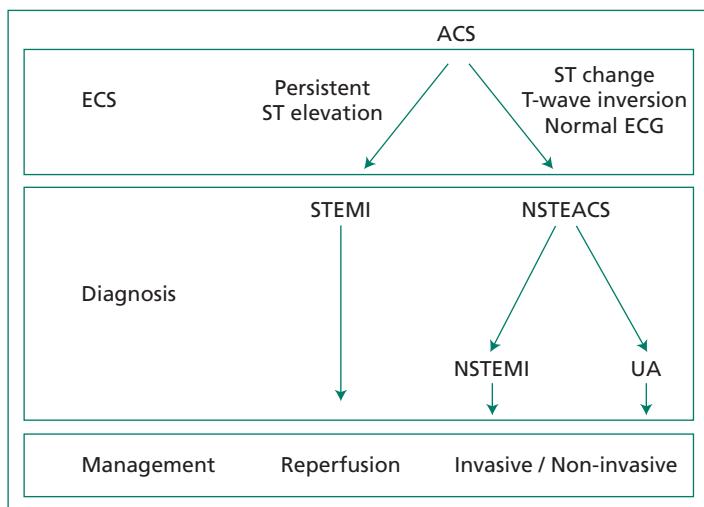 ACS
ECS
Persistent
ST elevation
ST change
T-wave inversion
Normal ECG
STEMI
NSTEACS
Diagnosis
NSTEMI
UA
Management
Reperfusion
Invasive / Non-invasive